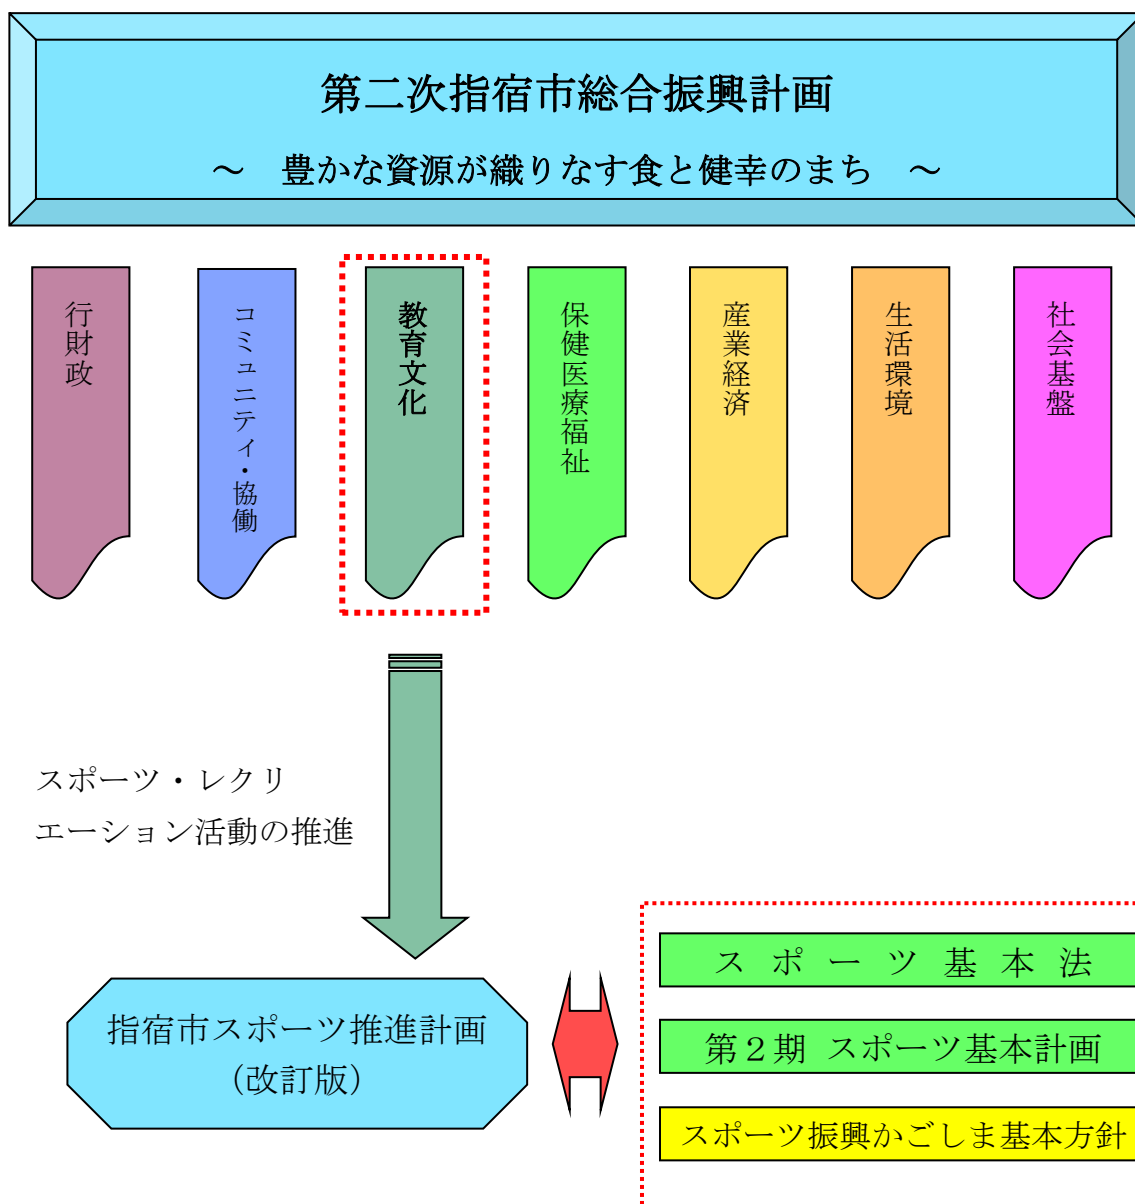 第二次指宿市総合振興計画
～　豊かな資源が織りなす食と健幸のまち　～
行財政
コミュニティ・協働
教育文化
保健医療福祉
産業経済
生活環境
社会基盤
スポーツ・レクリ
エーション活動の推進
指宿市スポーツ推進計画
（改訂版）
スポーツ基本法
第２期 スポーツ基本計画
スポーツ振興かごしま基本方針